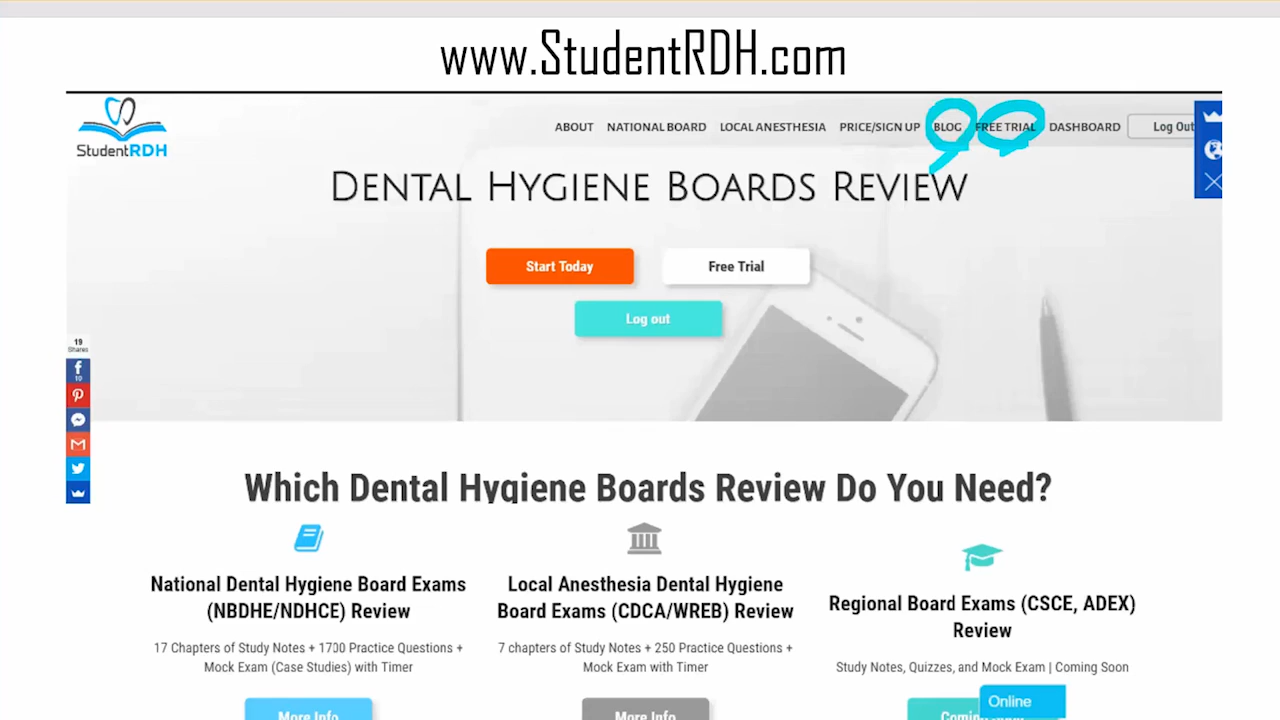 www.StudentRDH.com
StudentRDH
ABOUT NATIONAL BOARD LOCAL ANESTHESIA PRICE/SIGN UP BLOG FREE TRIAL DASHBOARD Log Out
DENTAL HYGIENE BOARDS REVIEW
Start Today Free Trial
Log out
19
Shares
10
Which Dental Hygiene Boards Review Do You Need?
National Dental Hygiene Board Exams
(NBDHE/NDHCE) Review
17 Chapters of Study Notes + 1700 Practice Questions +
Mock Exam (Case Studies) with Timer
More Info
Local Anesthesia Dental Hygiene
Board Exams (CDCA/WREB) Review
7 chapters of Study Notes + 250 Practice Questions +
Mock Exam with Timer
More Info
Regional Board Exams (CSCE, ADEX)
Review
Study Notes, Quizzes, and Mock Exam | Coming Soon
Online